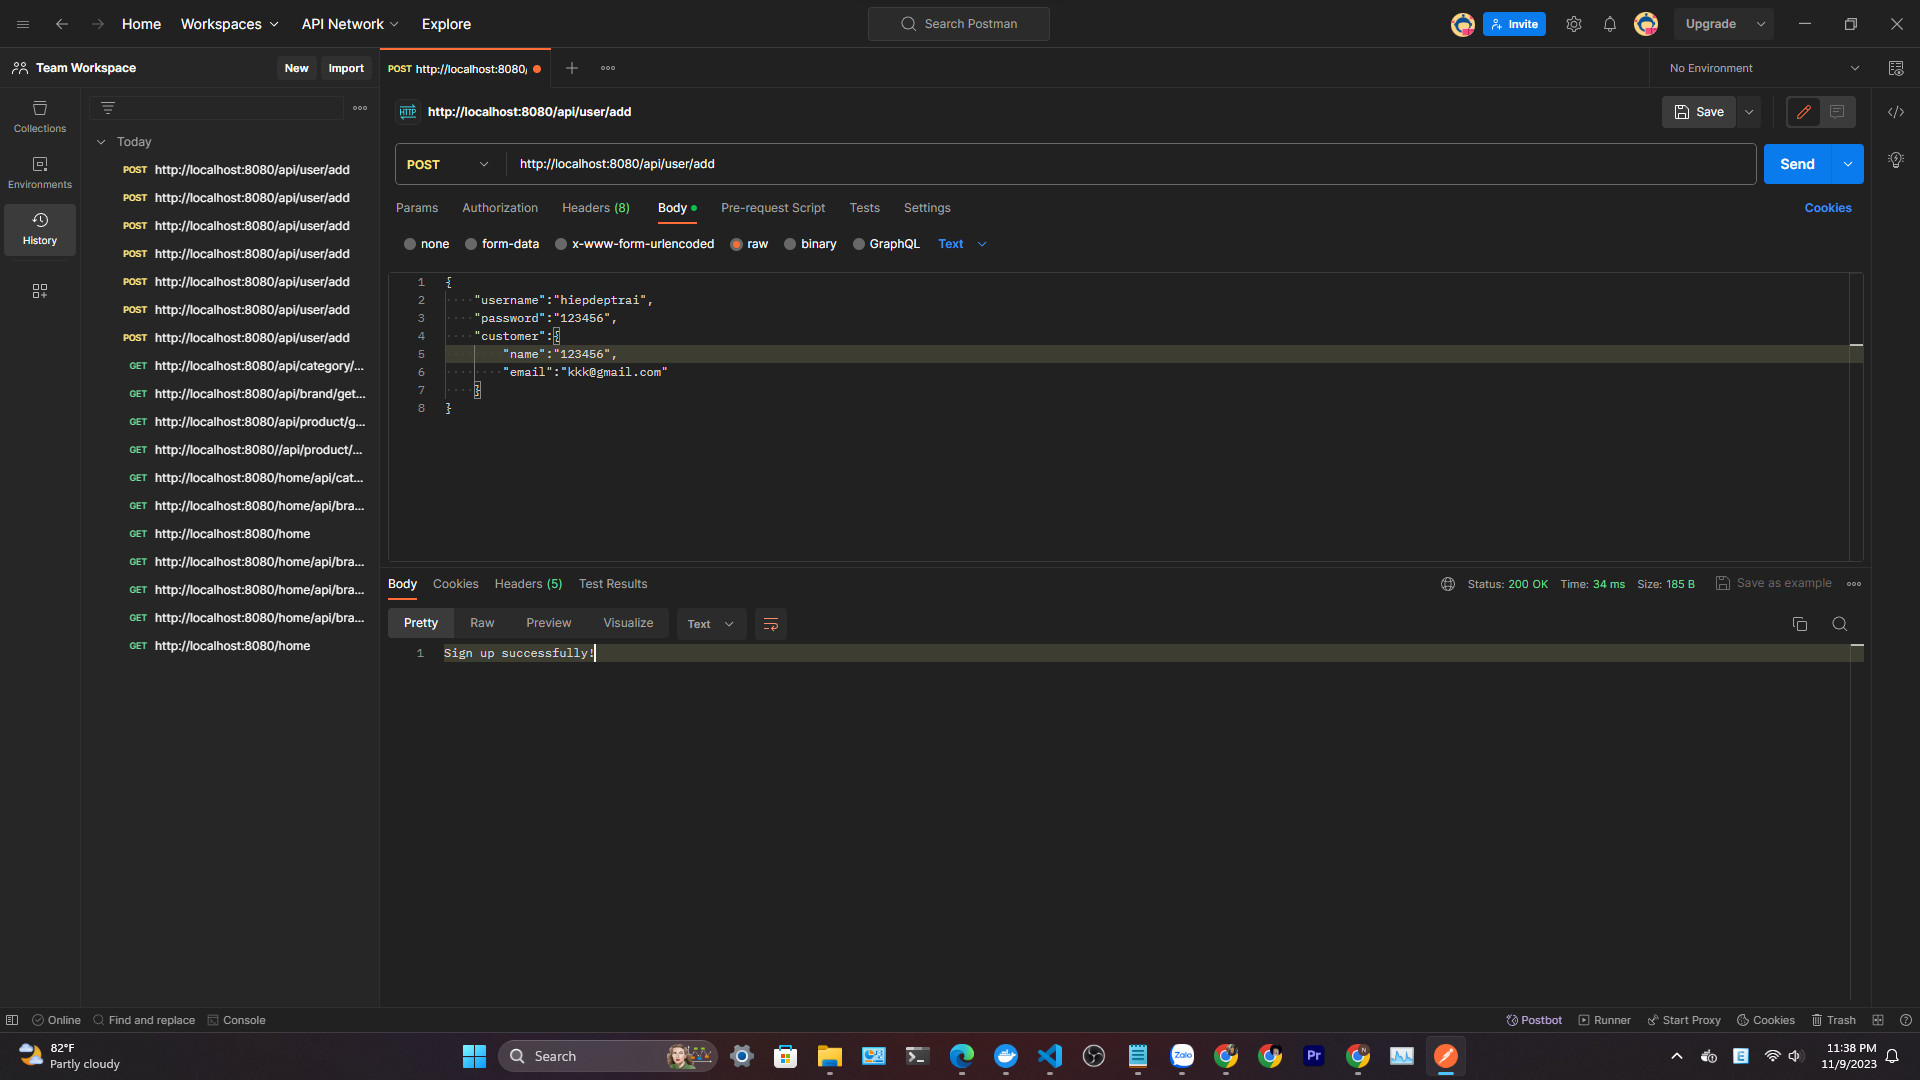 Home Workspaces API Network Explore Search Postman Invite Upgrade
Team Workspace New Import POST http://localhost:8080/ No Environment
Collections
Environments
History
Today
POST http://localhost:8080/api/user/add
POST http://localhost:8080/api/user/add
POST http://localhost:8080/api/user/add
POST http://localhost:8080/api/user/add
POST http://localhost:8080/api/user/add
POST http://localhost:8080/api/user/add
POST http://localhost:8080/api/user/add
GET http://localhost:8080/api/category/...
GET http://localhost:8080/api/brand/get...
GET http://localhost:8080/api/product/g...
GET http://localhost:8080//api/product/...
GET http://localhost:8080/home/api/cat...
GET http://localhost:8080/home/api/bra...
GET http://localhost:8080/home
GET http://localhost:8080/home/api/bra...
GET http://localhost:8080/home/api/bra...
GET http://localhost:8080/home/api/bra...
GET http://localhost:8080/home
HTTP http://localhost:8080/api/user/add Save
POST http://localhost:8080/api/user/add Send
Params Authorization Headers (8) Body Pre-request Script Tests Settings Cookies
none form-data x-www-form-urlencoded raw binary GraphQL Text
1 {
2 "username":"hiepdeptrai",
3 "password":"123456",
4 "customer":{
5 "name":"123456",
6 "email":"kkk@gmail.com"
7 }
8 }
Body Cookies Headers (5) Test Results Status: 200 OK Time: 34 ms Size: 185 B Save as example
Pretty Raw Preview Visualize Text
1 Sign up successfully!
Online Find and replace Console Postbot Runner Start Proxy Cookies Trash
82°F
Partly cloudy
Search
Zalo
Pr
E
11:38 PM
11/9/2023